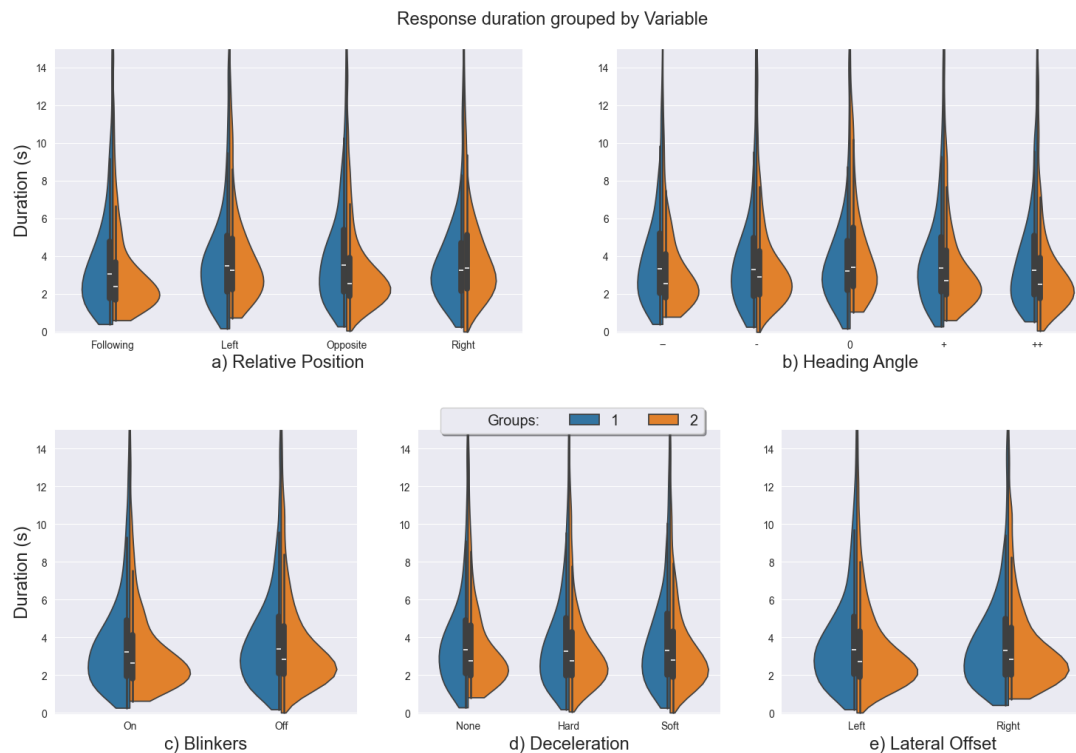 Response duration grouped by Variable
14 14
12 12
10 10
8 8
6 6
4 4
2 2
0 0
Duration (s)
Following Left Opposite Right
-- - 0 + ++
a) Relative Position b) Heading Angle
Groups: 1 2
14 14 14
12 12 12
10 10 10
8 8 8
6 6 6
4 4 4
2 2 2
0 0 0
Duration (s)
On Off None Hard Soft Left Right
c) Blinkers d) Deceleration e) Lateral Offset